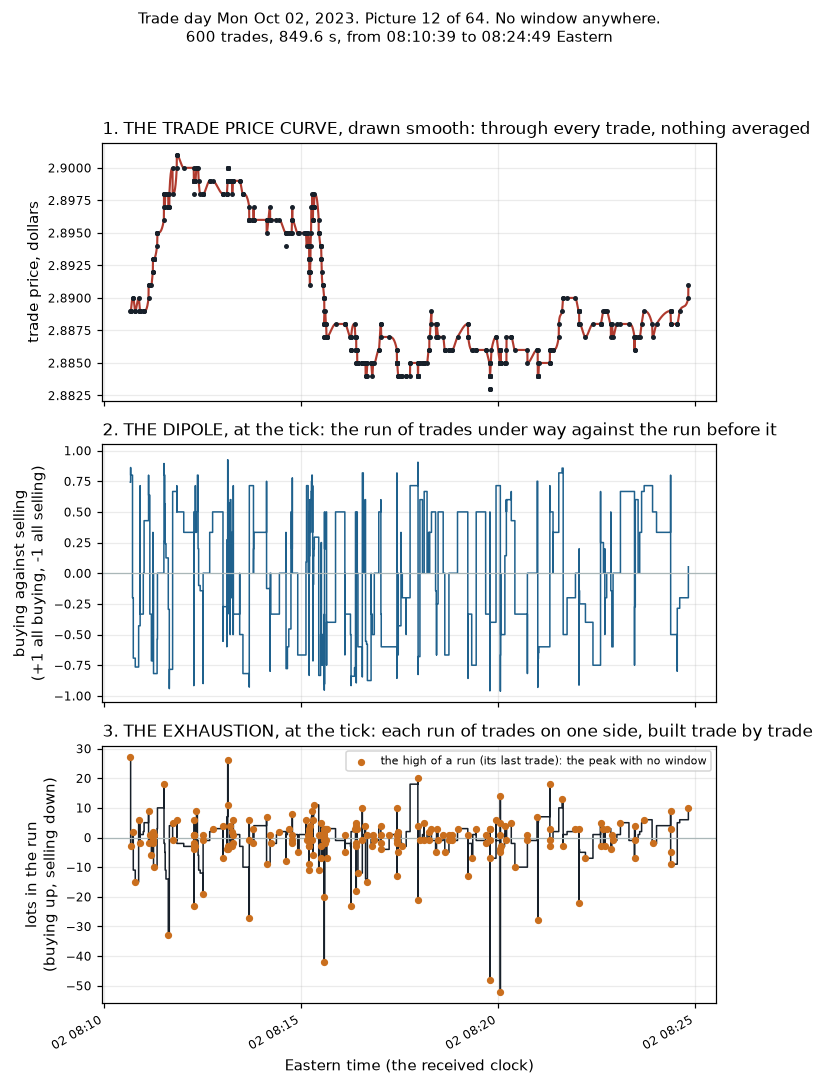 Trade day Mon Oct 02, 2023. Picture 12 of 64. No window anywhere.
600 trades, 849.6 s, from 08:10:39 to 08:24:49 Eastern
1. THE TRADE PRICE CURVE, drawn smooth: through every trade, nothing averaged
trade price, dollars
2.9000
2.8975
2.8950
2.8925
2.8900
2.8875
2.8850
2.8825
2. THE DIPOLE, at the tick: the run of trades under way against the run before it
buying against selling
(+1 all buying, -1 all selling)
1.00
0.75
0.50
0.25
0.00
−0.25
−0.50
−0.75
−1.00
3. THE EXHAUSTION, at the tick: each run of trades on one side, built trade by trade
the high of a run (its last trade): the peak with no window
lots in the run
(buying up, selling down)
30
20
10
0
−10
−20
−30
−40
−50
02 08:10
02 08:15
02 08:20
02 08:25
Eastern time (the received clock)